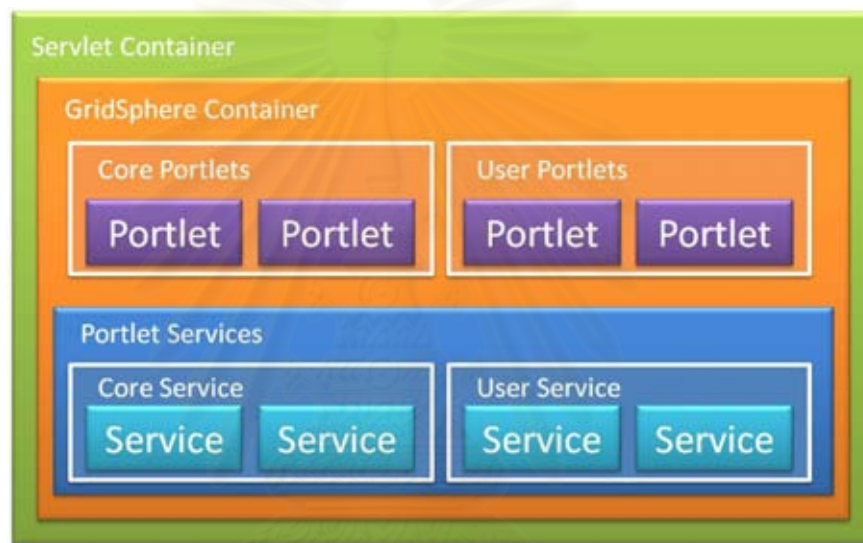 Servlet Container
GridSphere Container
Core Portlets
Portlet Portlet
User Portlets
Portlet Portlet
Portlet Services
Core Service
Service Service
User Service
Service Service